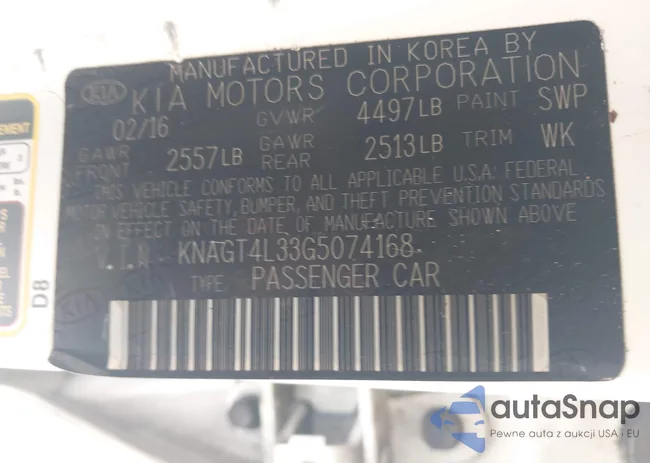 MANUFACTURED IN KOREA BY
KIA KIA MOTORS CORPORATION
02/16 GVWR 4497LB PAINT SWP
GAWR FRONT 2557LB GAWR REAR 2513LB TRIM WK
THIS VEHICLE CONFORMS TO ALL APPLICABLE U.S.A. FEDERAL
MOTOR VEHICLE SAFETY, BUMPER, AND THEFT PREVENTION STANDARDS
IN EFFECT ON THE DATE OF MANUFACTURE SHOWN ABOVE
V.I.N. KNAGT4L33G5074168
TYPE PASSENGER CAR
D8
KIA
autaSnap
Pewne auta z aukcji USA i EU